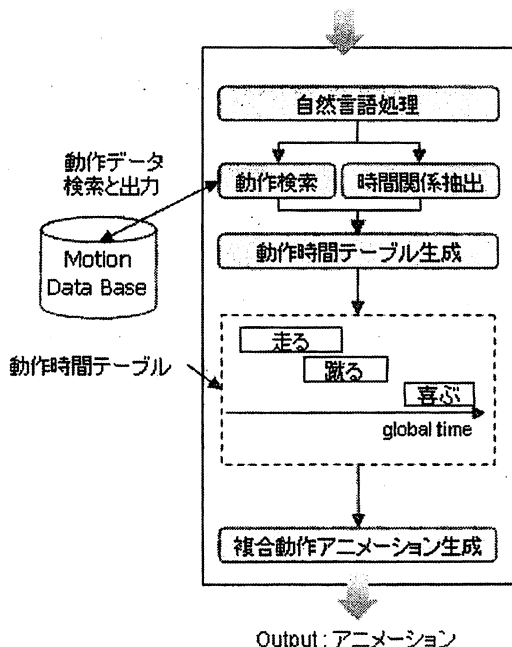 自然言語処理
動作データ
検索と出力
動作検索
時間関係抽出
Motion
Data Base
動作時間テーブル生成
動作時間テーブル
走る
蹴る
喜ぶ
global time
複合動作アニメーション生成
Output : アニメーション